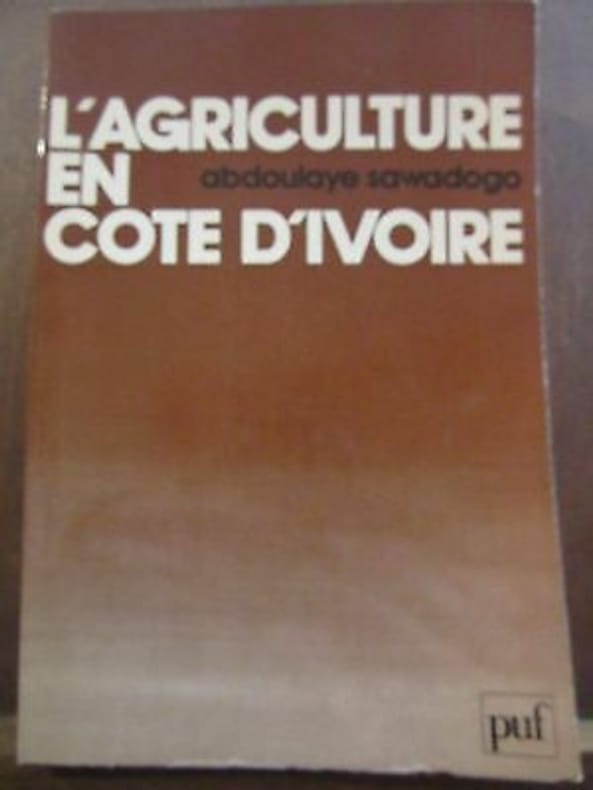 L'AGRICULTURE
EN
abdoulaye sawadogo
COTE D'IVOIRE
puf